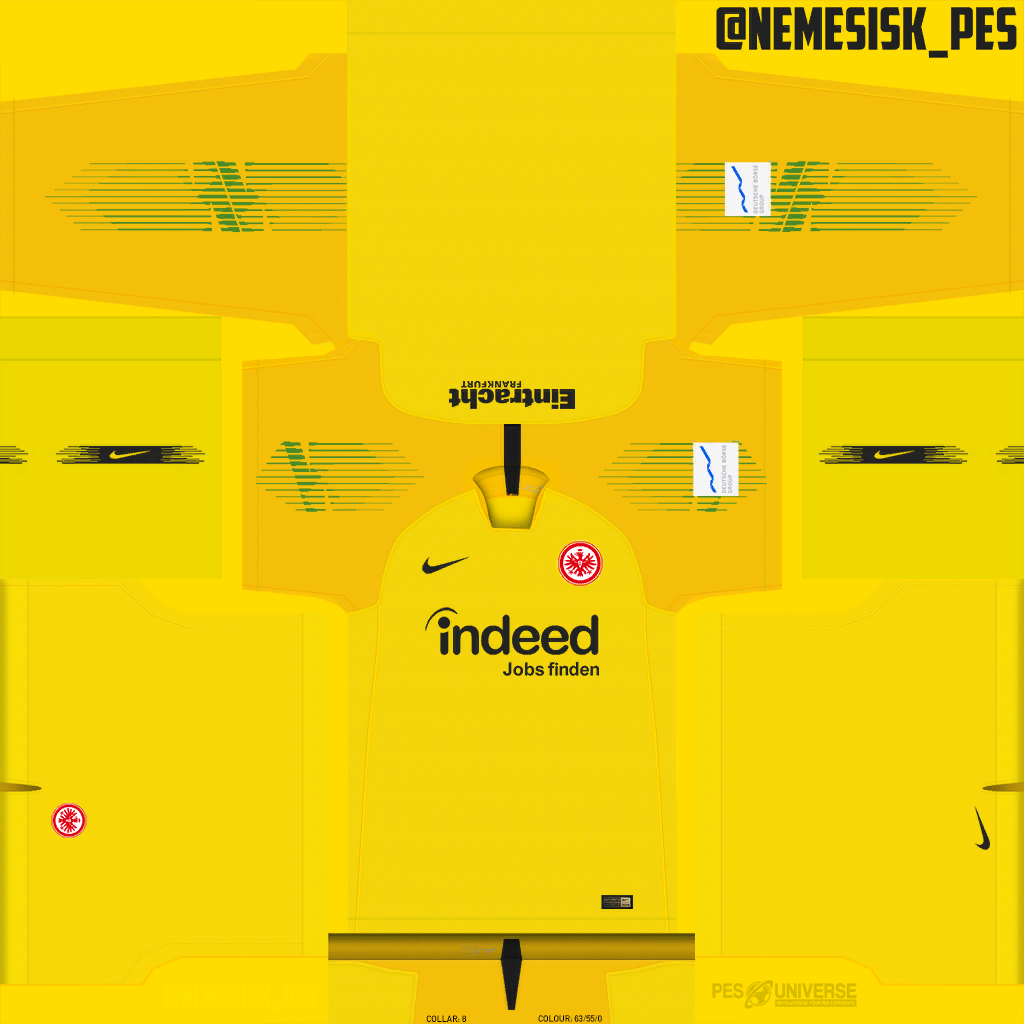 @NEMESISK_PES
DEUTSCHE BÖRSE
GROUP
Eintracht
FRANKFURT
DEUTSCHE BÖRSE
GROUP
indeed
Jobs finden
PES UNIVERSE
COLLAR: 8
COLOUR: 63/55/0